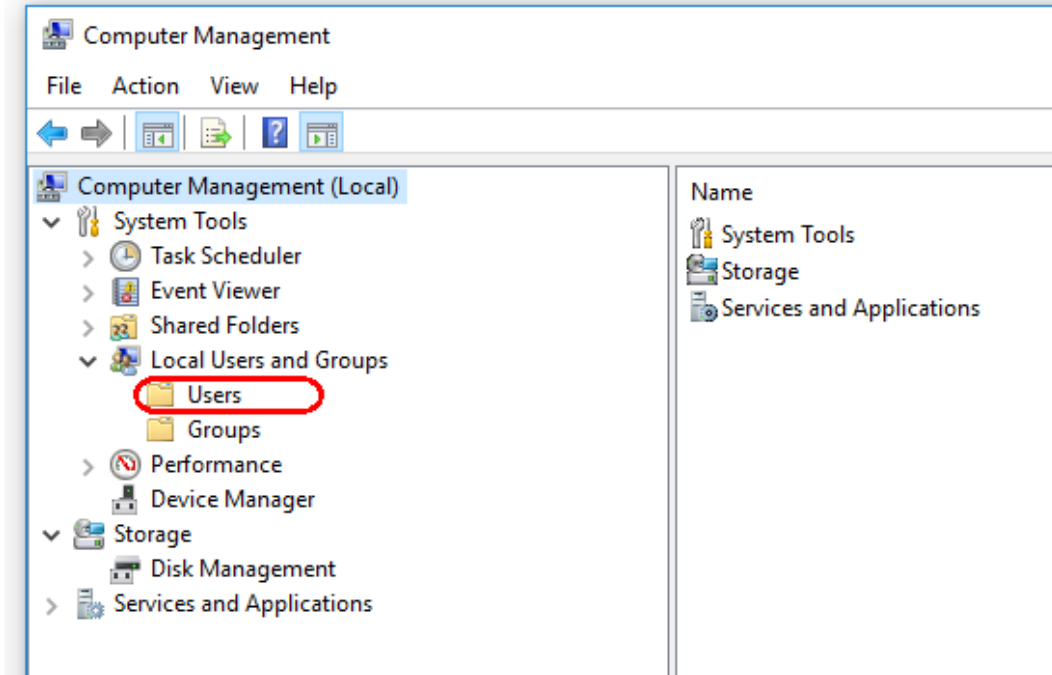 Computer Management
File Action View Help
Computer Management (Local)
System Tools
Task Scheduler
Event Viewer
Shared Folders
Local Users and Groups
Users
Groups
Performance
Device Manager
Storage
Disk Management
Services and Applications
Name
System Tools
Storage
Services and Applications